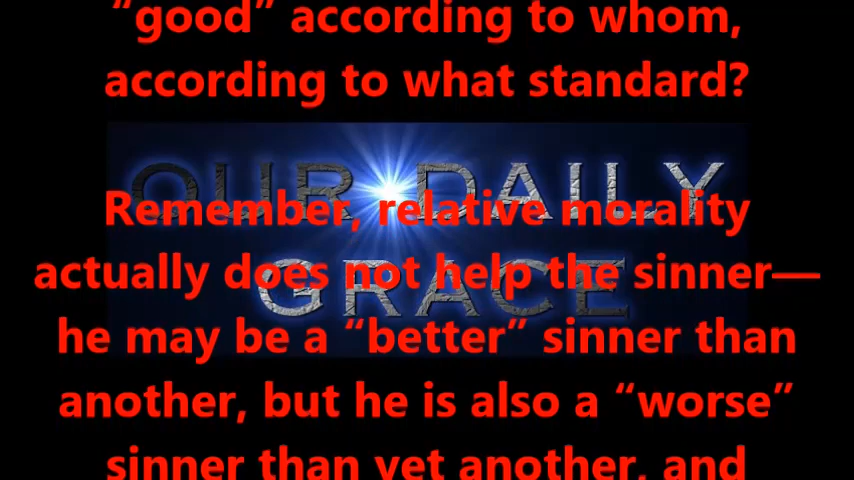 “good” according to whom,
according to what standard?
OUR DAILY
GRACE
Remember, relative morality
actually does not help the sinner—
he may be a “better” sinner than
another, but he is also a “worse”
sinner than yet another, and